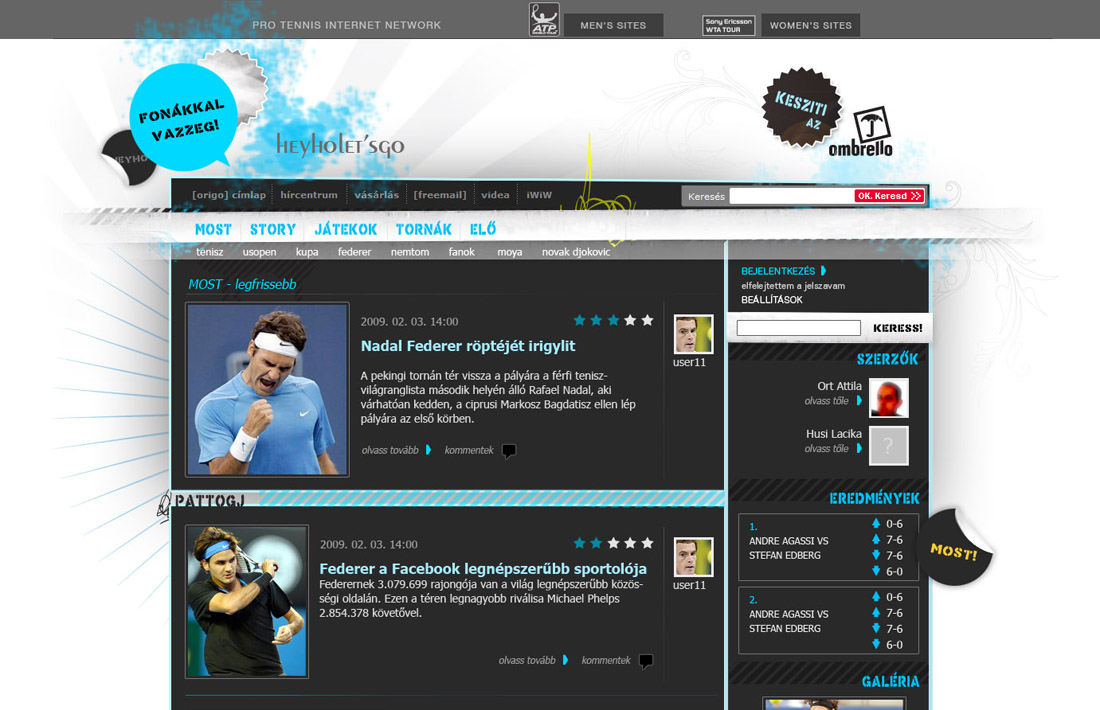 PRO TENNIS INTERNET NETWORK
ATP
MEN'S SITES
Sony Ericsson
WTA TOUR
WOMEN'S SITES
FONÁKKAL
VAZZEG!
HEYHO
heyholet'sgo
KESZITI
AZ
ombrello
[origo] címlap
hírcentrum
vásárlás
[freemail]
videa
iWiW
Keresés
OK. Keresd
MOST
STORY
JÁTEKOK
TORNÁK
ELŐ
tenisz
usopen
kupa
federer
nemtom
fanok
moya
novak djokovic
MOST - legfrissebb
2009. 02. 03. 14:00
Nadal Federer röptéjét irigylit
A pekingi tornán tér vissza a pályára a férfi tenisz-
világranglista második helyén álló Rafael Nadal, aki
várhatóan kedden, a ciprusi Markosz Bagdatisz ellen lép
pályára az első körben.
olvass tovább
kommentek
user11
PATTOGJ
2009. 02. 03. 14:00
Federer a Facebook legnépszerűbb sportolója
Federernek 3.079.699 rajongója van a világ legnépszerűbb közös-
ségi oldalán. Ezen a téren legnagyobb riválisa Michael Phelps
2.854.378 követővel.
olvass tovább
kommentek
user11
BEJELENTKEZÉS
elfelejtettem a jelszavam
BEÁLLÍTÁSOK
KERESS!
SZERZŐK
Ort Attila
olvass tőle
Husi Lacika
olvass tőle
?
EREDMÉNYEK
1.
ANDRE AGASSI VS
STEFAN EDBERG
0-6
7-6
7-6
6-0
MOST!
2.
ANDRE AGASSI VS
STEFAN EDBERG
0-6
7-6
7-6
6-0
GALÉRIA